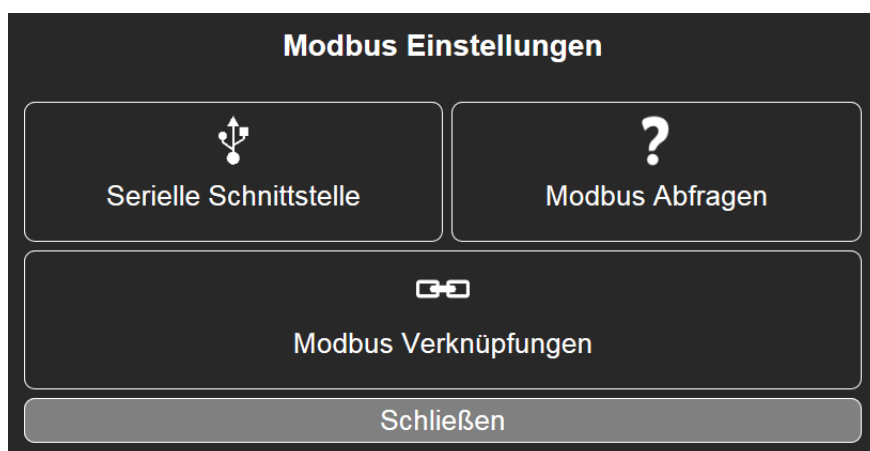 Modbus Einstellungen
Serielle Schnittstelle
Modbus Abfragen
Modbus Verknüpfungen
Schließen